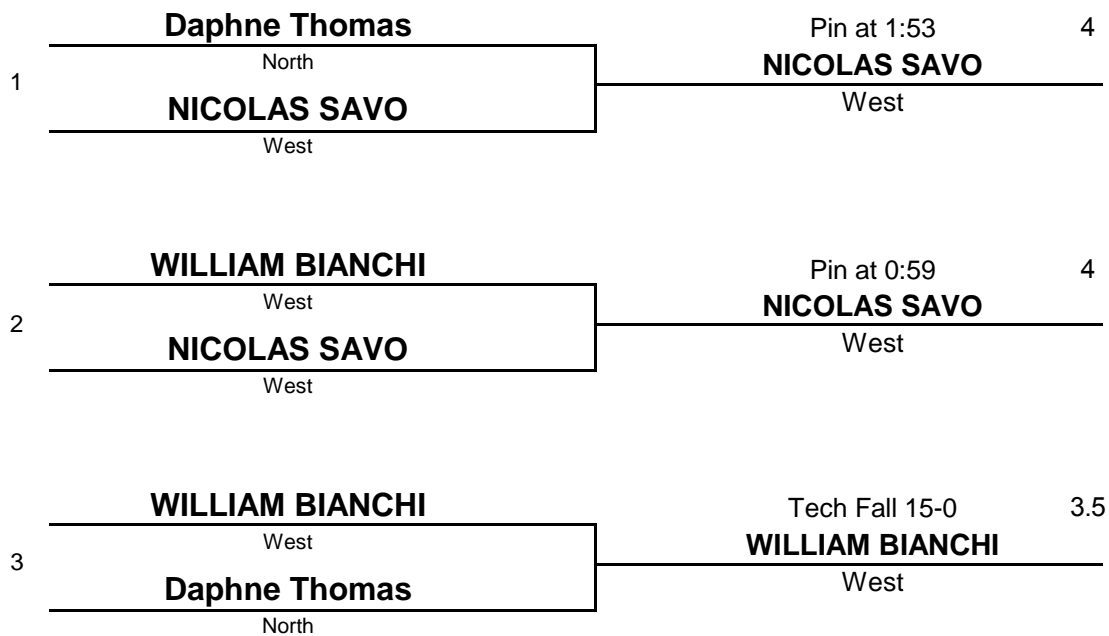 Daphne Thomas
North
1
NICOLAS SAVO
West
Pin at 1:53 4
NICOLAS SAVO
West
WILLIAM BIANCHI
West
2
NICOLAS SAVO
West
Pin at 0:59 4
NICOLAS SAVO
West
WILLIAM BIANCHI
West
3
Daphne Thomas
North
Tech Fall 15-0 3.5
WILLIAM BIANCHI
West